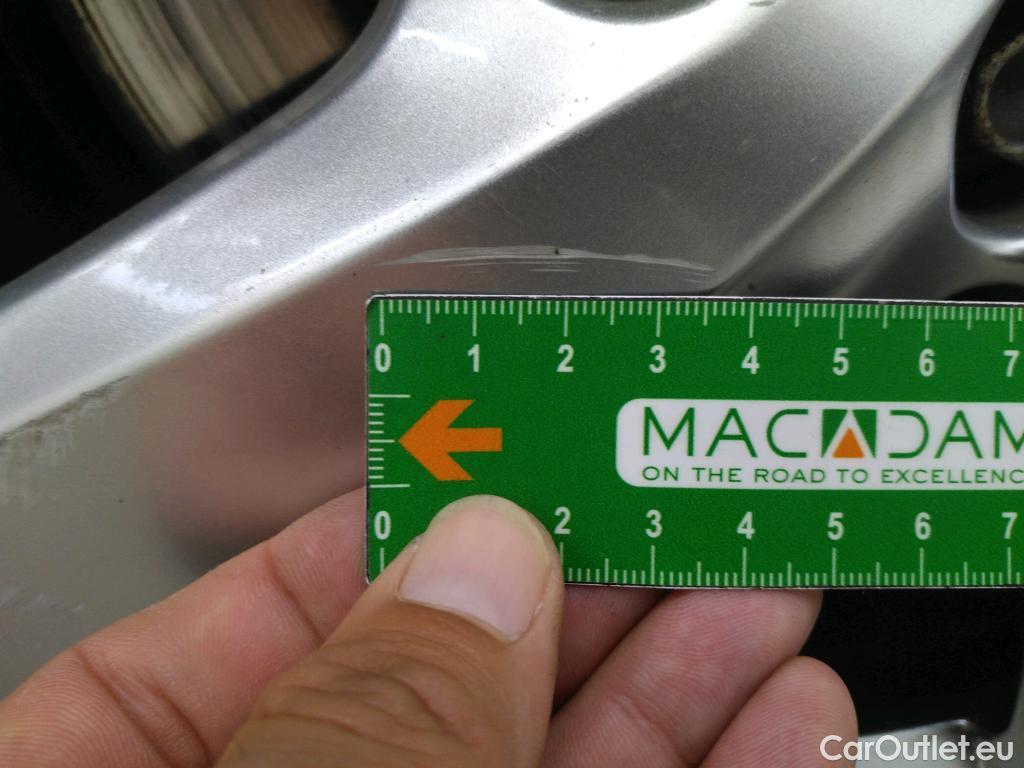 0 1 2 3 4 5 6 7
MACADAM
ON THE ROAD TO EXCELLENC
0 2 3 4 5 6 7
CarOutlet.eu